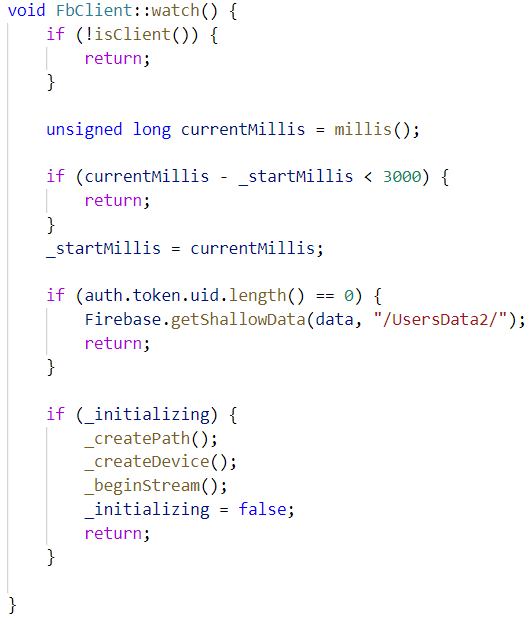 void FbClient::watch() {
    if (!isClient()) {
        return;
    }

    unsigned long currentMillis = millis();

    if (currentMillis - _startMillis < 3000) {
        return;
    }
    _startMillis = currentMillis;

    if (auth.token.uid.length() == 0) {
        Firebase.getShallowData(data, "/UsersData2/");
        return;
    }

    if (_initializing) {
        _createPath();
        _createDevice();
        _beginStream();
        _initializing = false;
        return;
    }

}